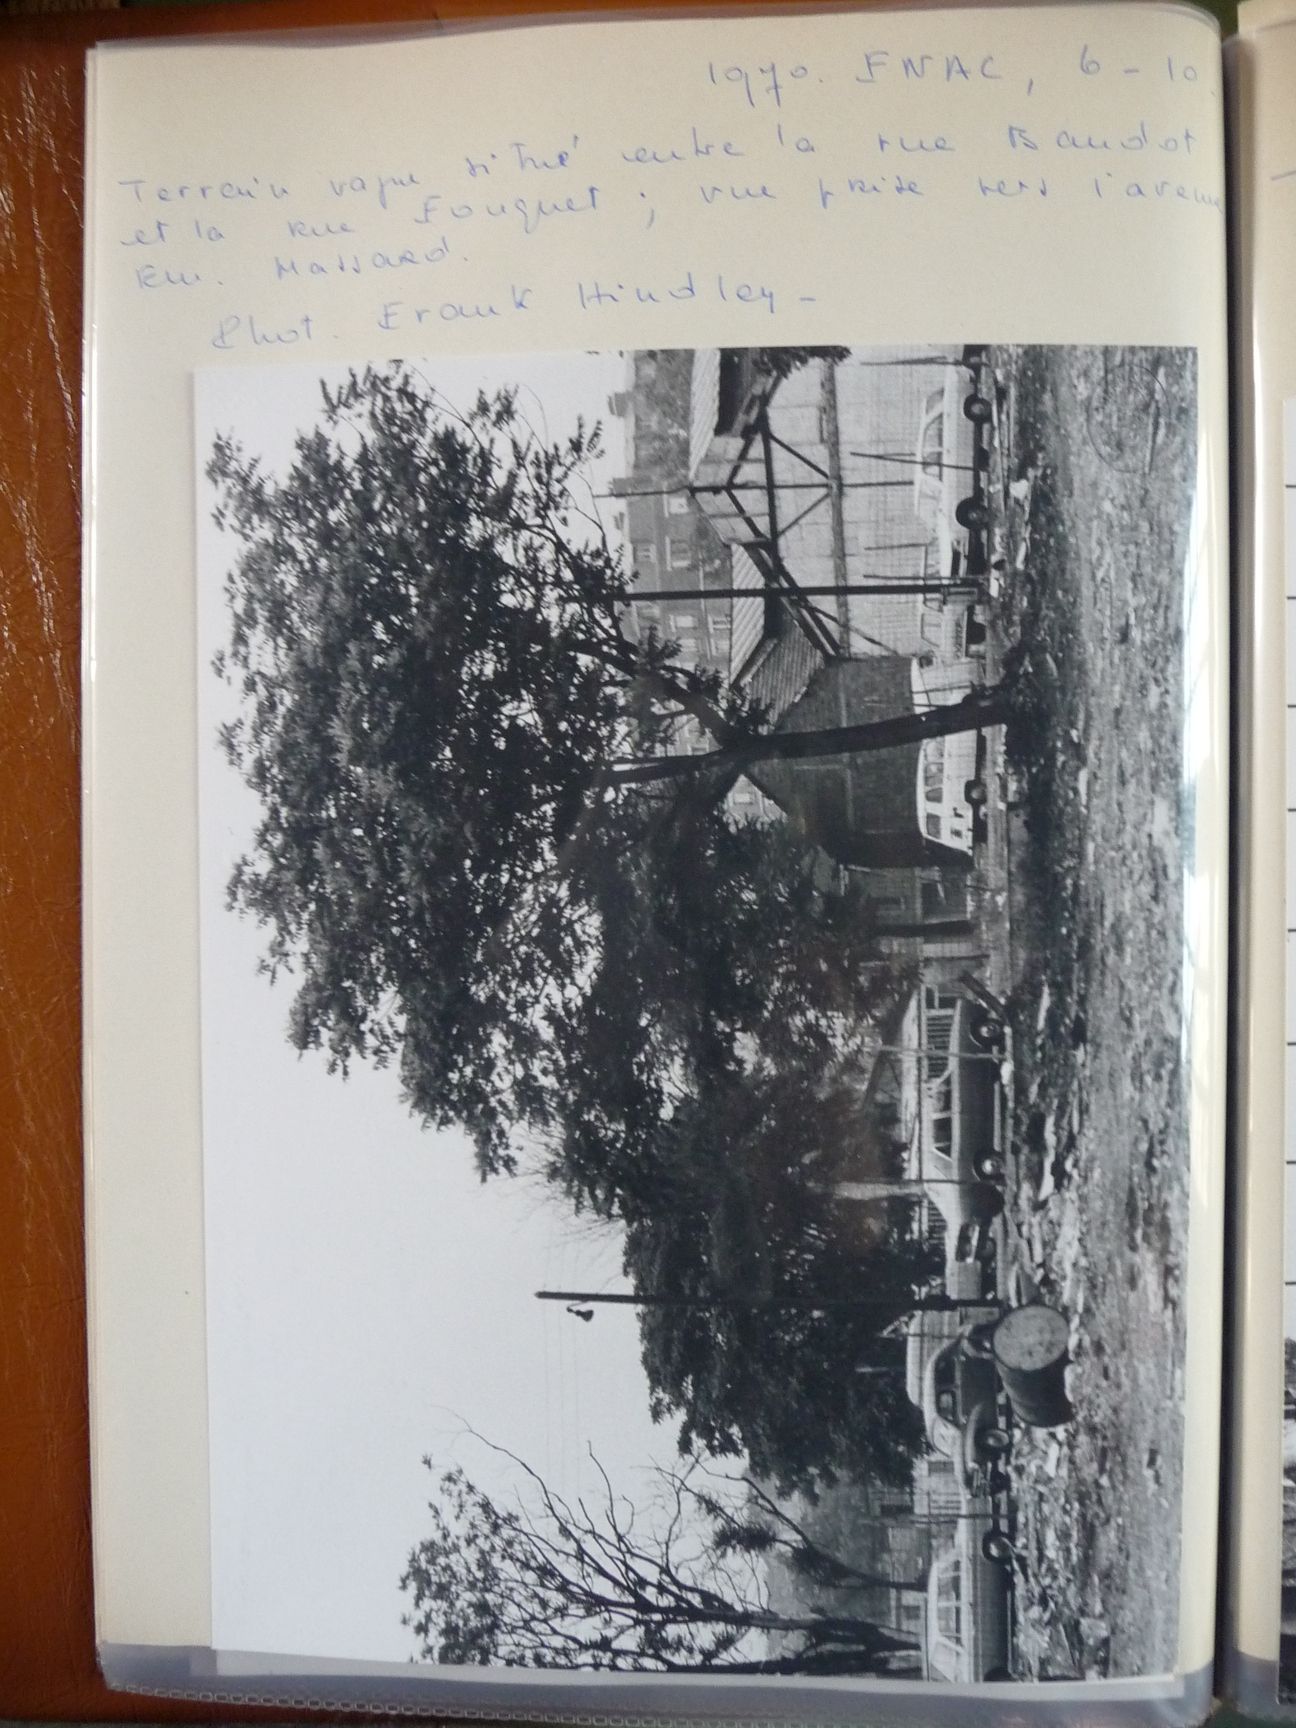 1970. FNAC, 6-10.
Terrain vague situé entre la rue Baudot
et la rue Fouquet ; vue prise vers l'avenue
Em. Massard.
Phot. Frank Hindley -